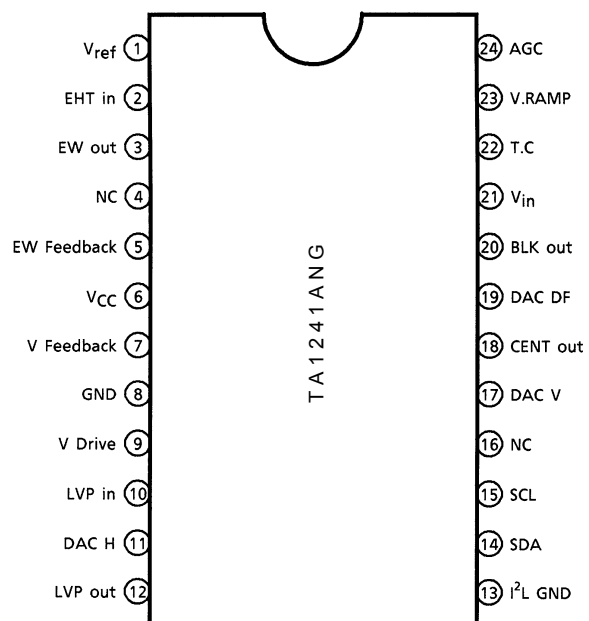 Vref 1
24 AGC
EHT in 2
23 V.RAMP
EW out 3
22 T.C
NC 4
21 Vin
EW Feedback 5
20 BLK out
VCC 6
19 DAC DF
V Feedback 7
18 CENT out
GND 8
17 DAC V
V Drive 9
16 NC
LVP in 10
15 SCL
DAC H 11
14 SDA
LVP out 12
13 I²L GND
TA1241ANG